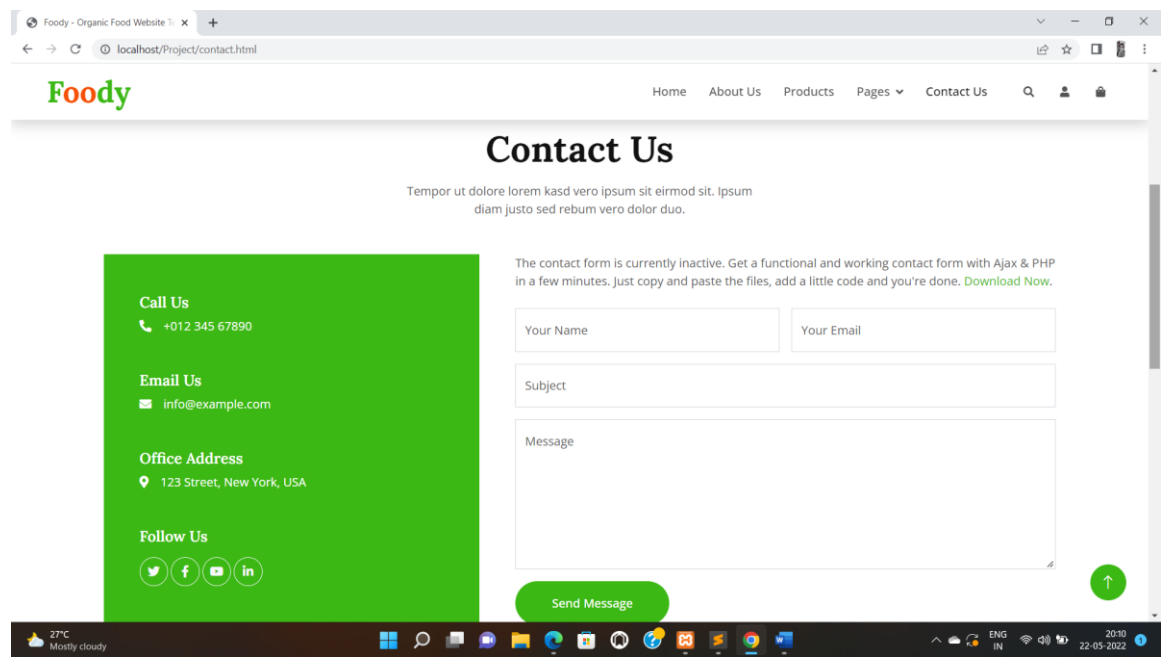 Foody - Organic Food Website T
localhost/Project/contact.html
Foody
Home About Us Products Pages Contact Us
Contact Us
Tempor ut dolore lorem kasd vero ipsum sit eirmod sit. Ipsum
diam justo sed rebum vero dolor duo.
Call Us
+012 345 67890
Email Us
info@example.com
Office Address
123 Street, New York, USA
Follow Us
The contact form is currently inactive. Get a functional and working contact form with Ajax & PHP
in a few minutes. Just copy and paste the files, add a little code and you're done. Download Now.
Your Name
Your Email
Subject
Message
Send Message
27°C
Mostly cloudy
ENG
IN
20:10
22-05-2022
1